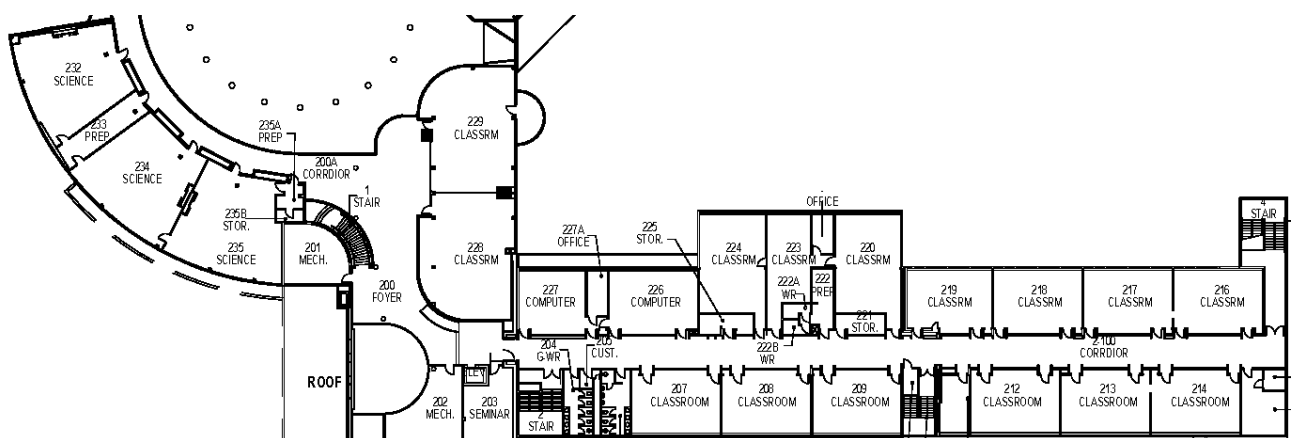 232
SCIENCE
233
PREP
234
SCIENCE
235A
PREP
200A
CORRDIOR
1
STAIR
235B
STOR.
235
SCIENCE
201
MECH.
200
FOYER
229
CLASSRM
228
CLASSRM
ROOF
202
MECH.
LEV
203
SEMINAR
227A
OFFICE
225
STOR.
227
COMPUTER
226
COMPUTER
224
CLASSRM
223
CLASSRM
OFFICE
220
CLASSRM
222A
WR
222
PREP
221
STOR.
222B
WR
204
G-WR
205
CUST.
2
STAIR
207
CLASSROOM
208
CLASSROOM
209
CLASSROOM
219
CLASSRM
218
CLASSRM
217
CLASSRM
216
CLASSRM
4
STAIR
2-100
CORRDIOR
212
CLASSROOM
213
CLASSROOM
214
CLASSROOM